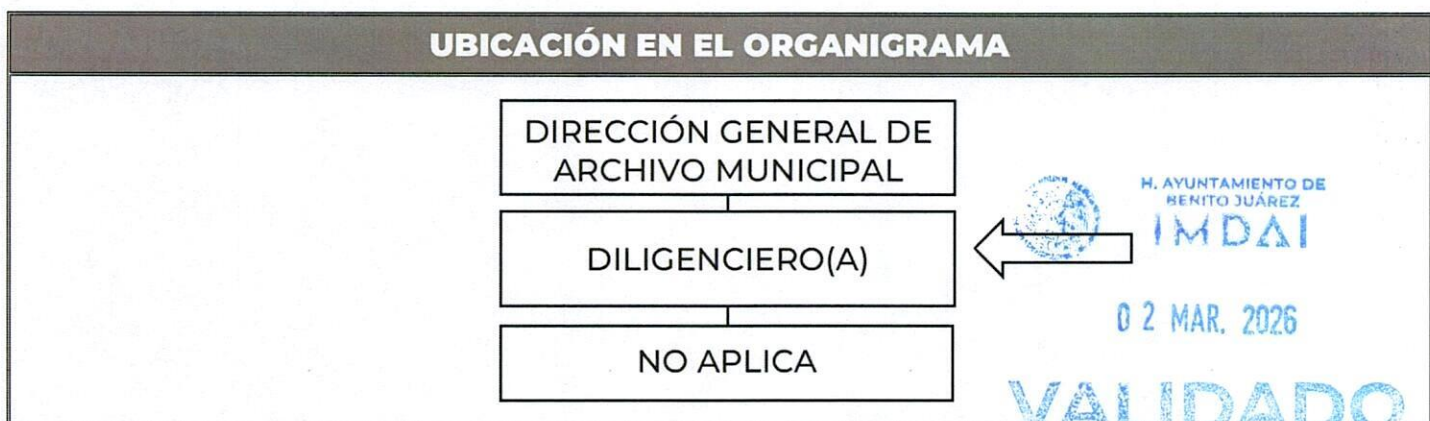 UBICACIÓN EN EL ORGANIGRAMA
DIRECCIÓN GENERAL DE
ARCHIVO MUNICIPAL
H. AYUNTAMIENTO DE
BENITO JUÁREZ
IMDAI
DILIGENCIERO(A)
02 MAR. 2026
NO APLICA
VALIDADO